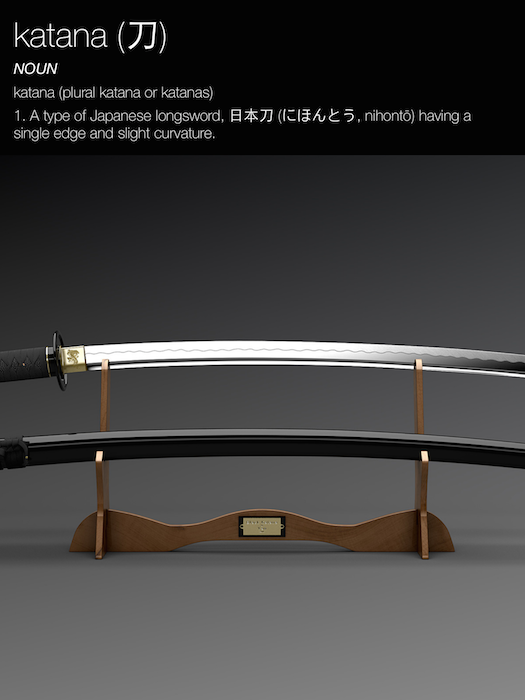 katana (刀)
NOUN
katana (plural katana or katanas)
1. A type of Japanese longsword, 日本刀 (にほんとう, nihontō) having a
single edge and slight curvature.